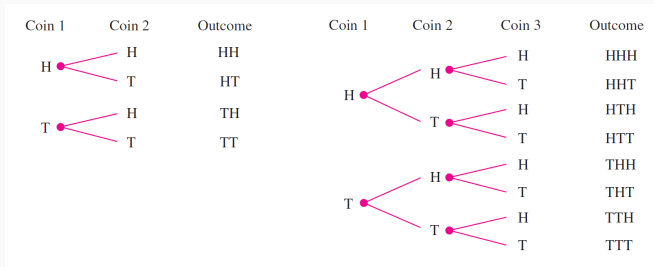 Coin 1 Coin 2 Outcome
H H HH
T HT
T H TH
T TT
Coin 1 Coin 2 Coin 3 Outcome
H H H HHH
T HHT
T H HTH
T HTT
T H H THH
T THT
T H TTH
T TTT